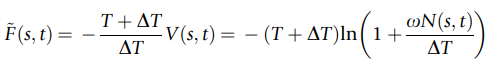 F̃(s, t) = − (T + ΔT)/ΔT V(s, t) = − (T + ΔT)ln(1 + ωN(s, t)/ΔT)